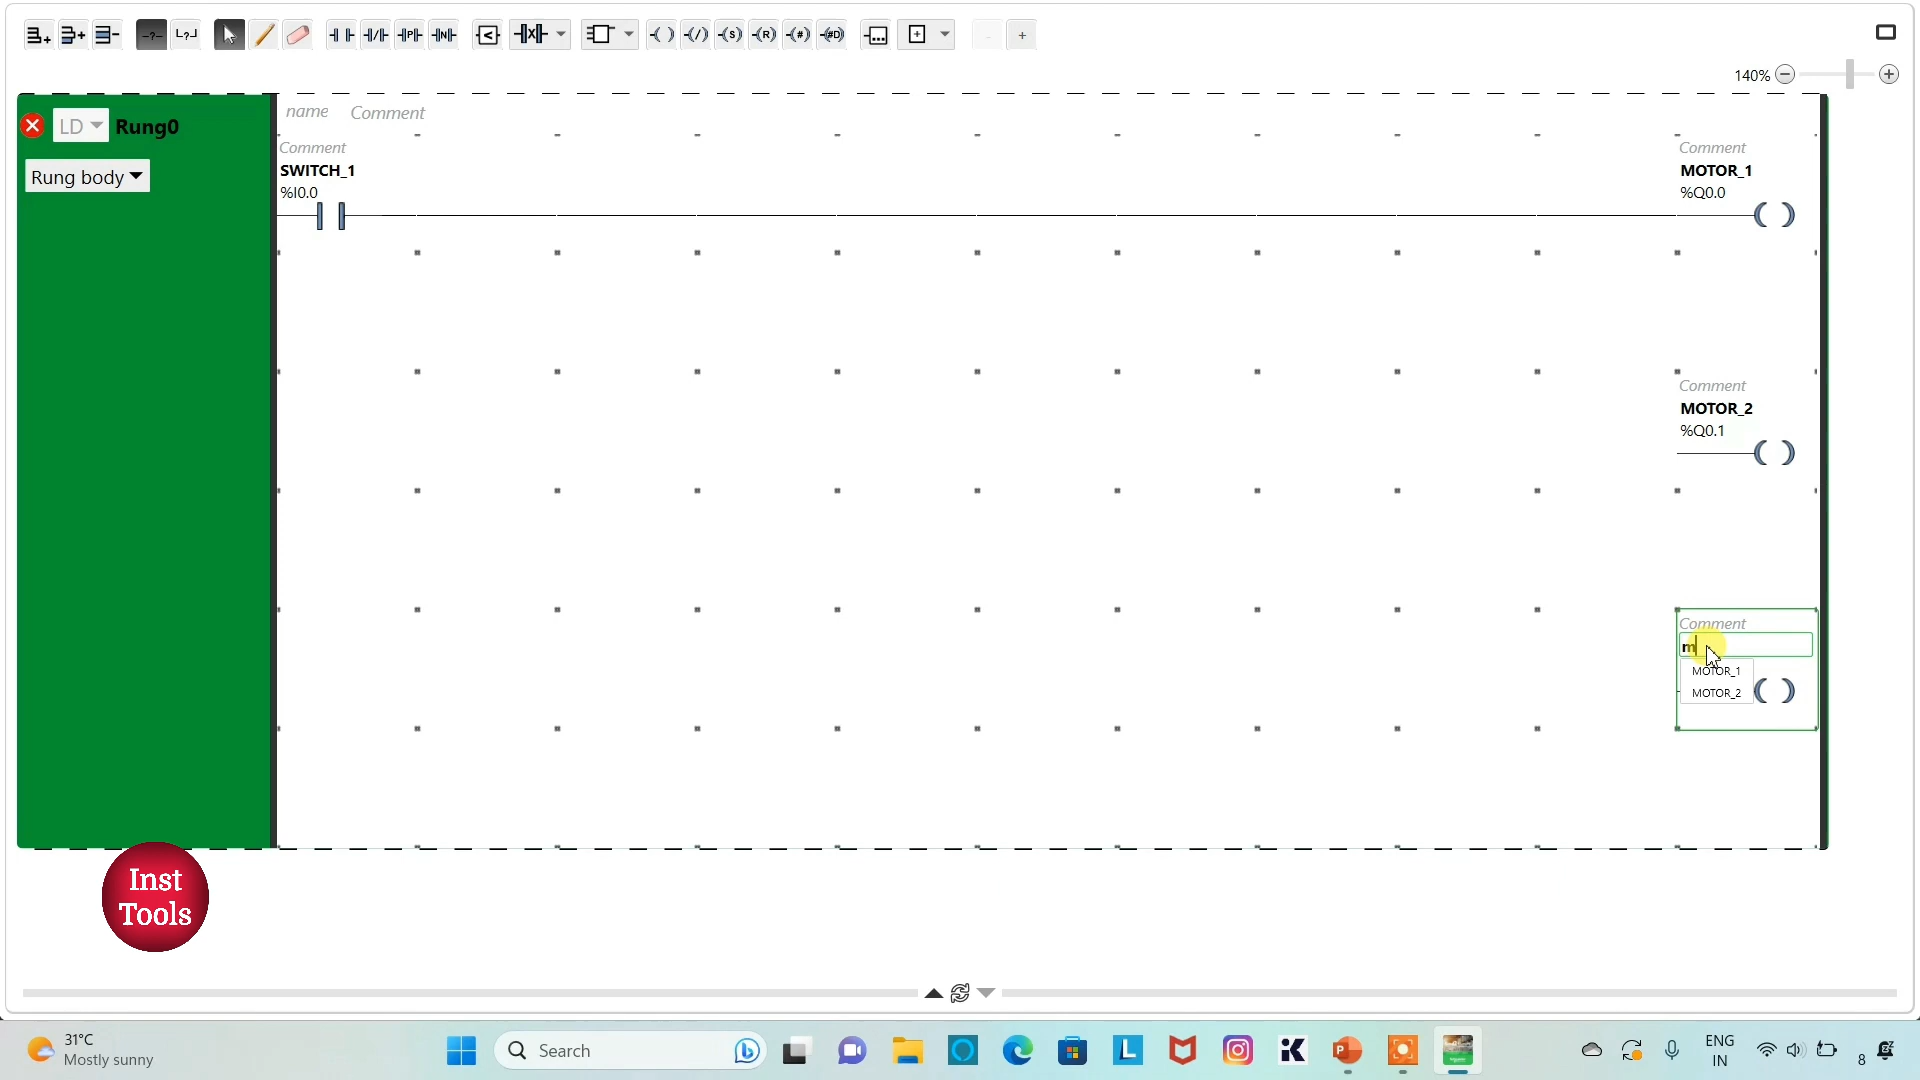 140%
LD Rung0
name Comment
Rung body
Comment
SWITCH_1
%I0.0
Comment
MOTOR_1
%Q0.0
Comment
MOTOR_2
%Q0.1
Comment
m
MOTOR_1
MOTOR_2
Inst
Tools
31°C
Mostly sunny
Search
ENG
IN
8